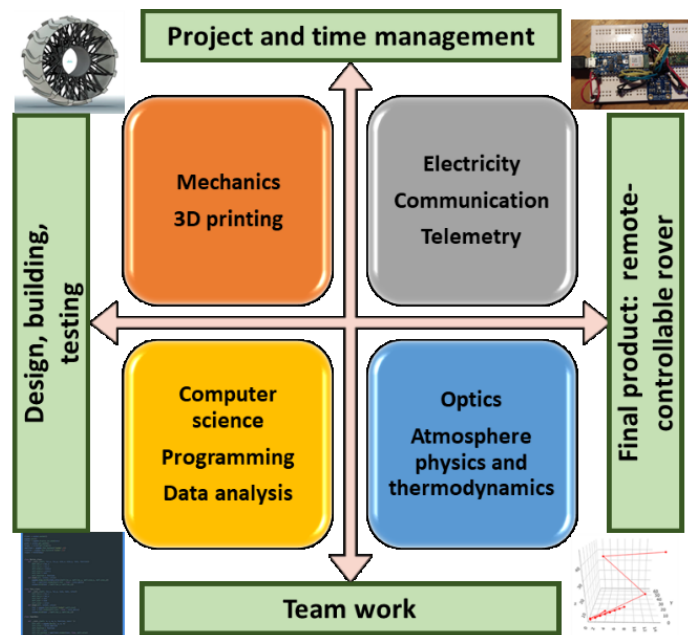 Project and time management
Mechanics
3D printing
Electricity
Communication
Telemetry
Design, building,
testing
Final product:  remote-
controllable rover
Computer
science
Programming
Data analysis
Optics
Atmosphere
physics and
thermodynamics
Team work